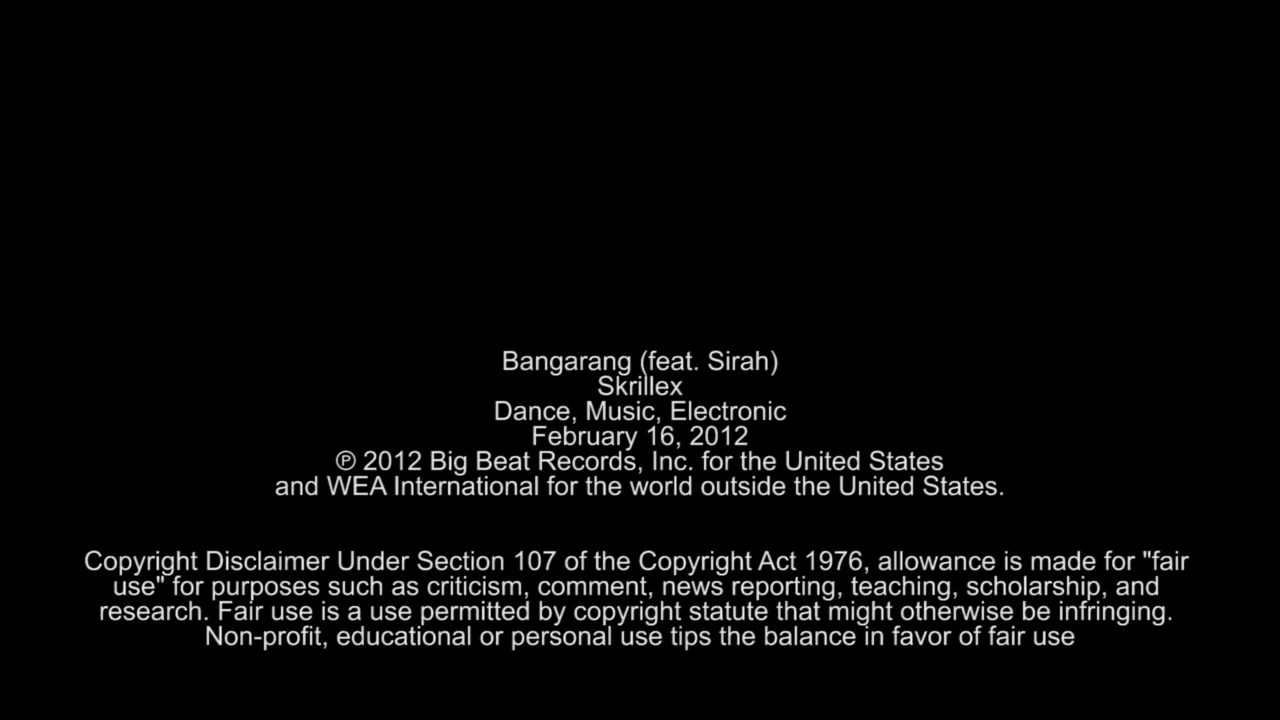 Bangarang (feat. Sirah)
Skrillex
Dance, Music, Electronic
February 16, 2012
℗ 2012 Big Beat Records, Inc. for the United States
and WEA International for the world outside the United States.
Copyright Disclaimer Under Section 107 of the Copyright Act 1976, allowance is made for "fair
use" for purposes such as criticism, comment, news reporting, teaching, scholarship, and
research. Fair use is a use permitted by copyright statute that might otherwise be infringing.
Non-profit, educational or personal use tips the balance in favor of fair use